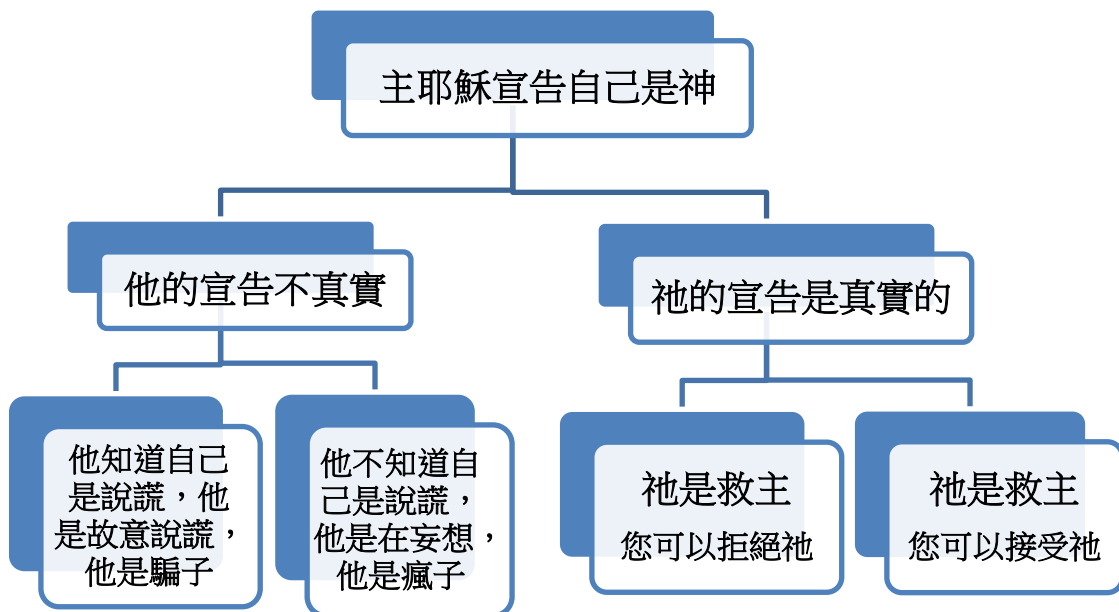 主耶穌宣告自己是神
他的宣告不真實
祂的宣告是真實的
他知道自己
是說謊，他
是故意說謊，
他是騙子
他不知道自
己是說謊，
他是在妄想，
他是瘋子
祂是救主
您可以拒絕祂
祂是救主
您可以接受祂